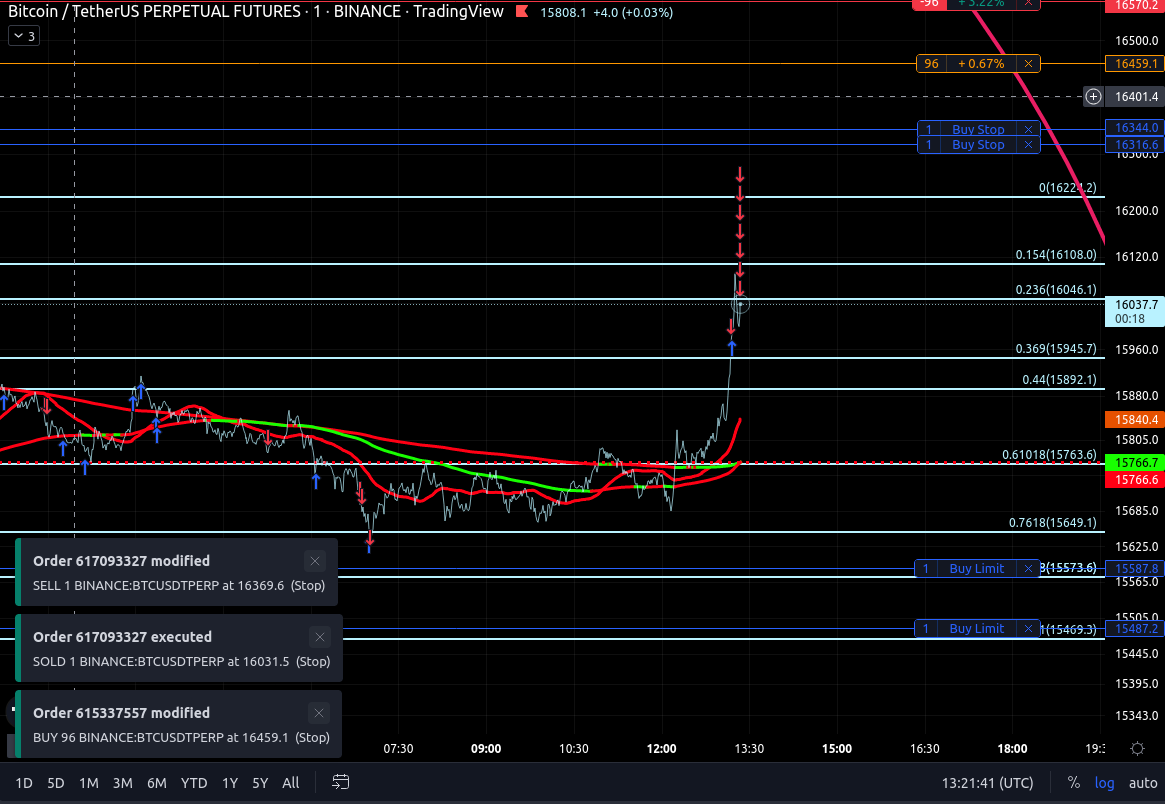 Bitcoin / TetherUS PERPETUAL FUTURES · 1 · BINANCE · TradingView 15808.1 +4.0 (+0.03%)
-96 +3.22% 16570.2
3
16500.0
96 +0.67% 16459.1
16401.4
1 Buy Stop 16344.0
1 Buy Stop 16316.6
16300.0
0(16221.2)
16200.0
0.154(16108.0) 16120.0
0.236(16046.1)
16037.7
00:18
0.369(15945.7) 15960.0
0.44(15892.1)
15880.0
15840.4
15805.0
0.61018(15763.6) 15766.7
15766.6
15685.0
0.7618(15649.1)
15625.0
1 Buy Limit 8(15573.6) 15587.8
15565.0
15505.0
1 Buy Limit 1(15469.3) 15487.2
15445.0
15395.0
15343.0
Order 617093327 modified
SELL 1 BINANCE:BTCUSDTPERP at 16369.6 (Stop)
Order 617093327 executed
SOLD 1 BINANCE:BTCUSDTPERP at 16031.5 (Stop)
Order 615337557 modified
BUY 96 BINANCE:BTCUSDTPERP at 16459.1 (Stop)
07:30 09:00 10:30 12:00 13:30 15:00 16:30 18:00 19:3
1D 5D 1M 3M 6M YTD 1Y 5Y All 13:21:41 (UTC) % log auto